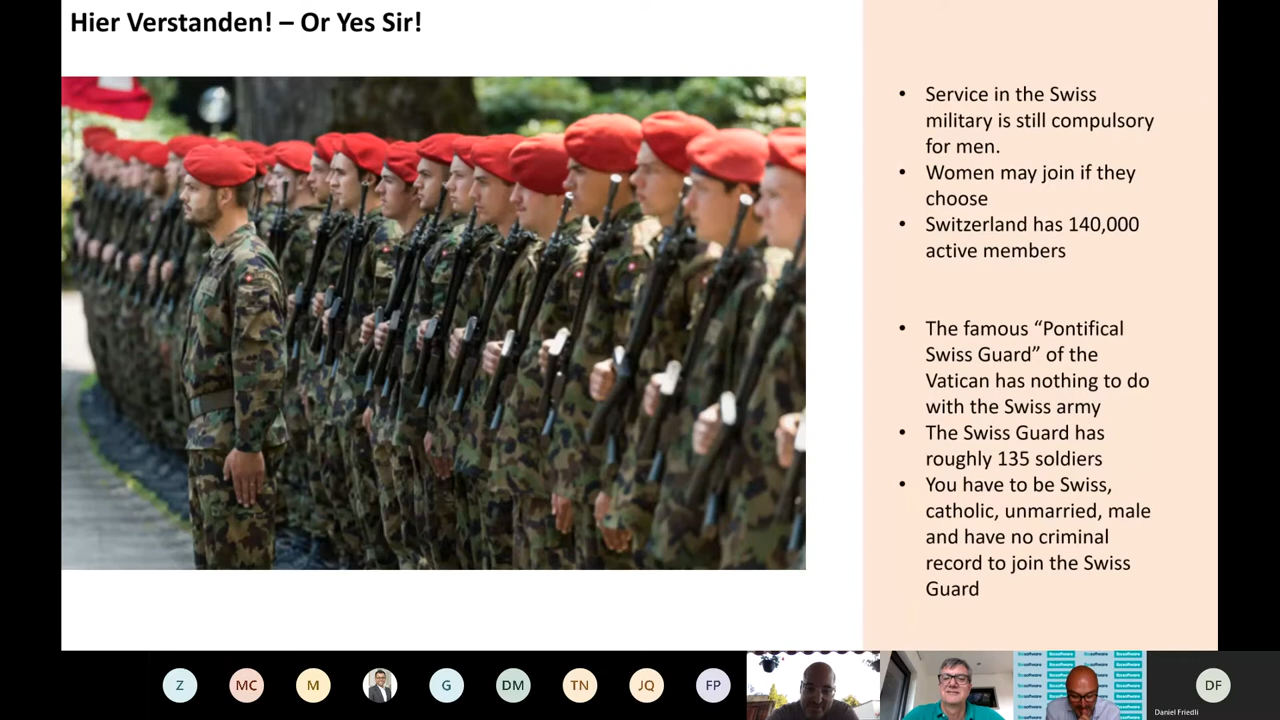 Hier Verstanden! – Or Yes Sir!
• Service in the Swiss
military is still compulsory
for men.
• Women may join if they
choose
• Switzerland has 140,000
active members
• The famous “Pontifical
Swiss Guard” of the
Vatican has nothing to do
with the Swiss army
• The Swiss Guard has
roughly 135 soldiers
• You have to be Swiss,
catholic, unmarried, male
and have no criminal
record to join the Swiss
Guard
Z
MC
M
G
DM
TN
JQ
FP
DF
Daniel Friedli